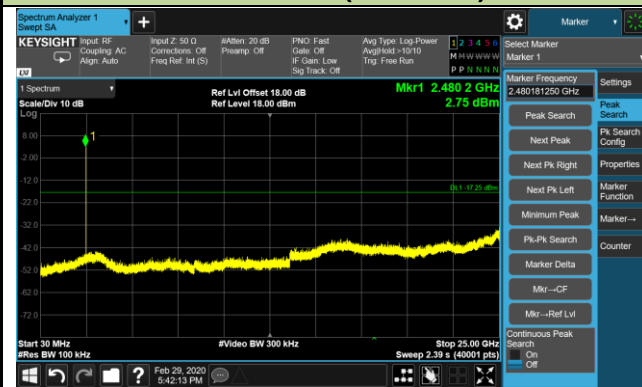 Spectrum Analyzer 1
Swept SA
Marker
KEYSIGHT
Input: RF
Coupling: AC
Align: Auto
Input Z: 50 Ω
Corrections: Off
Freq Ref: Int (S)
#Atten: 20 dB
Preamp: Off
PNO: Fast
Gate: Off
IF Gain: Low
Sig Track: Off
Avg Type: Log-Power
Avg|Hold:>10/10
Trig: Free Run
1 2 3 4 5 6
M W W W W W
P P N N N N
LXI
Select Marker
Marker 1
1 Spectrum
Scale/Div 10 dB
Log
Ref Lvl Offset 18.00 dB
Ref Level 18.00 dBm
Mkr1 2.480 2 GHz
2.75 dBm
8.00
-2.00
-12.0
-22.0
-32.0
-42.0
-52.0
-62.0
-72.0
1
DL1 -17.25 dBm
Start 30 MHz
#Res BW 100 kHz
#Video BW 300 kHz
Stop 25.00 GHz
Sweep 2.39 s (40001 pts)
Marker Frequency
2.480181250 GHz
Peak Search
Next Peak
Next Pk Right
Next Pk Left
Minimum Peak
Pk-Pk Search
Marker Delta
Mkr→CF
Mkr→Ref Lvl
Continuous Peak
Search
On
Off
Settings
Peak
Search
Pk Search
Config
Properties
Marker
Function
Marker→
Counter
Feb 29, 2020
5:42:13 PM